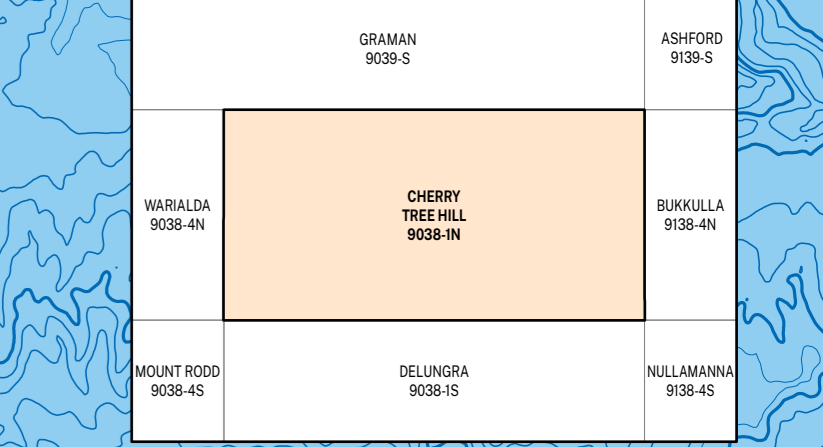 GRAMAN
9039-S
ASHFORD
9139-S
WARIALDA
9038-4N
CHERRY
TREE HILL
9038-1N
BUKKULLA
9138-4N
MOUNT RODD
9038-4S
DELUNGRA
9038-1S
NULLAMANNA
9138-4S